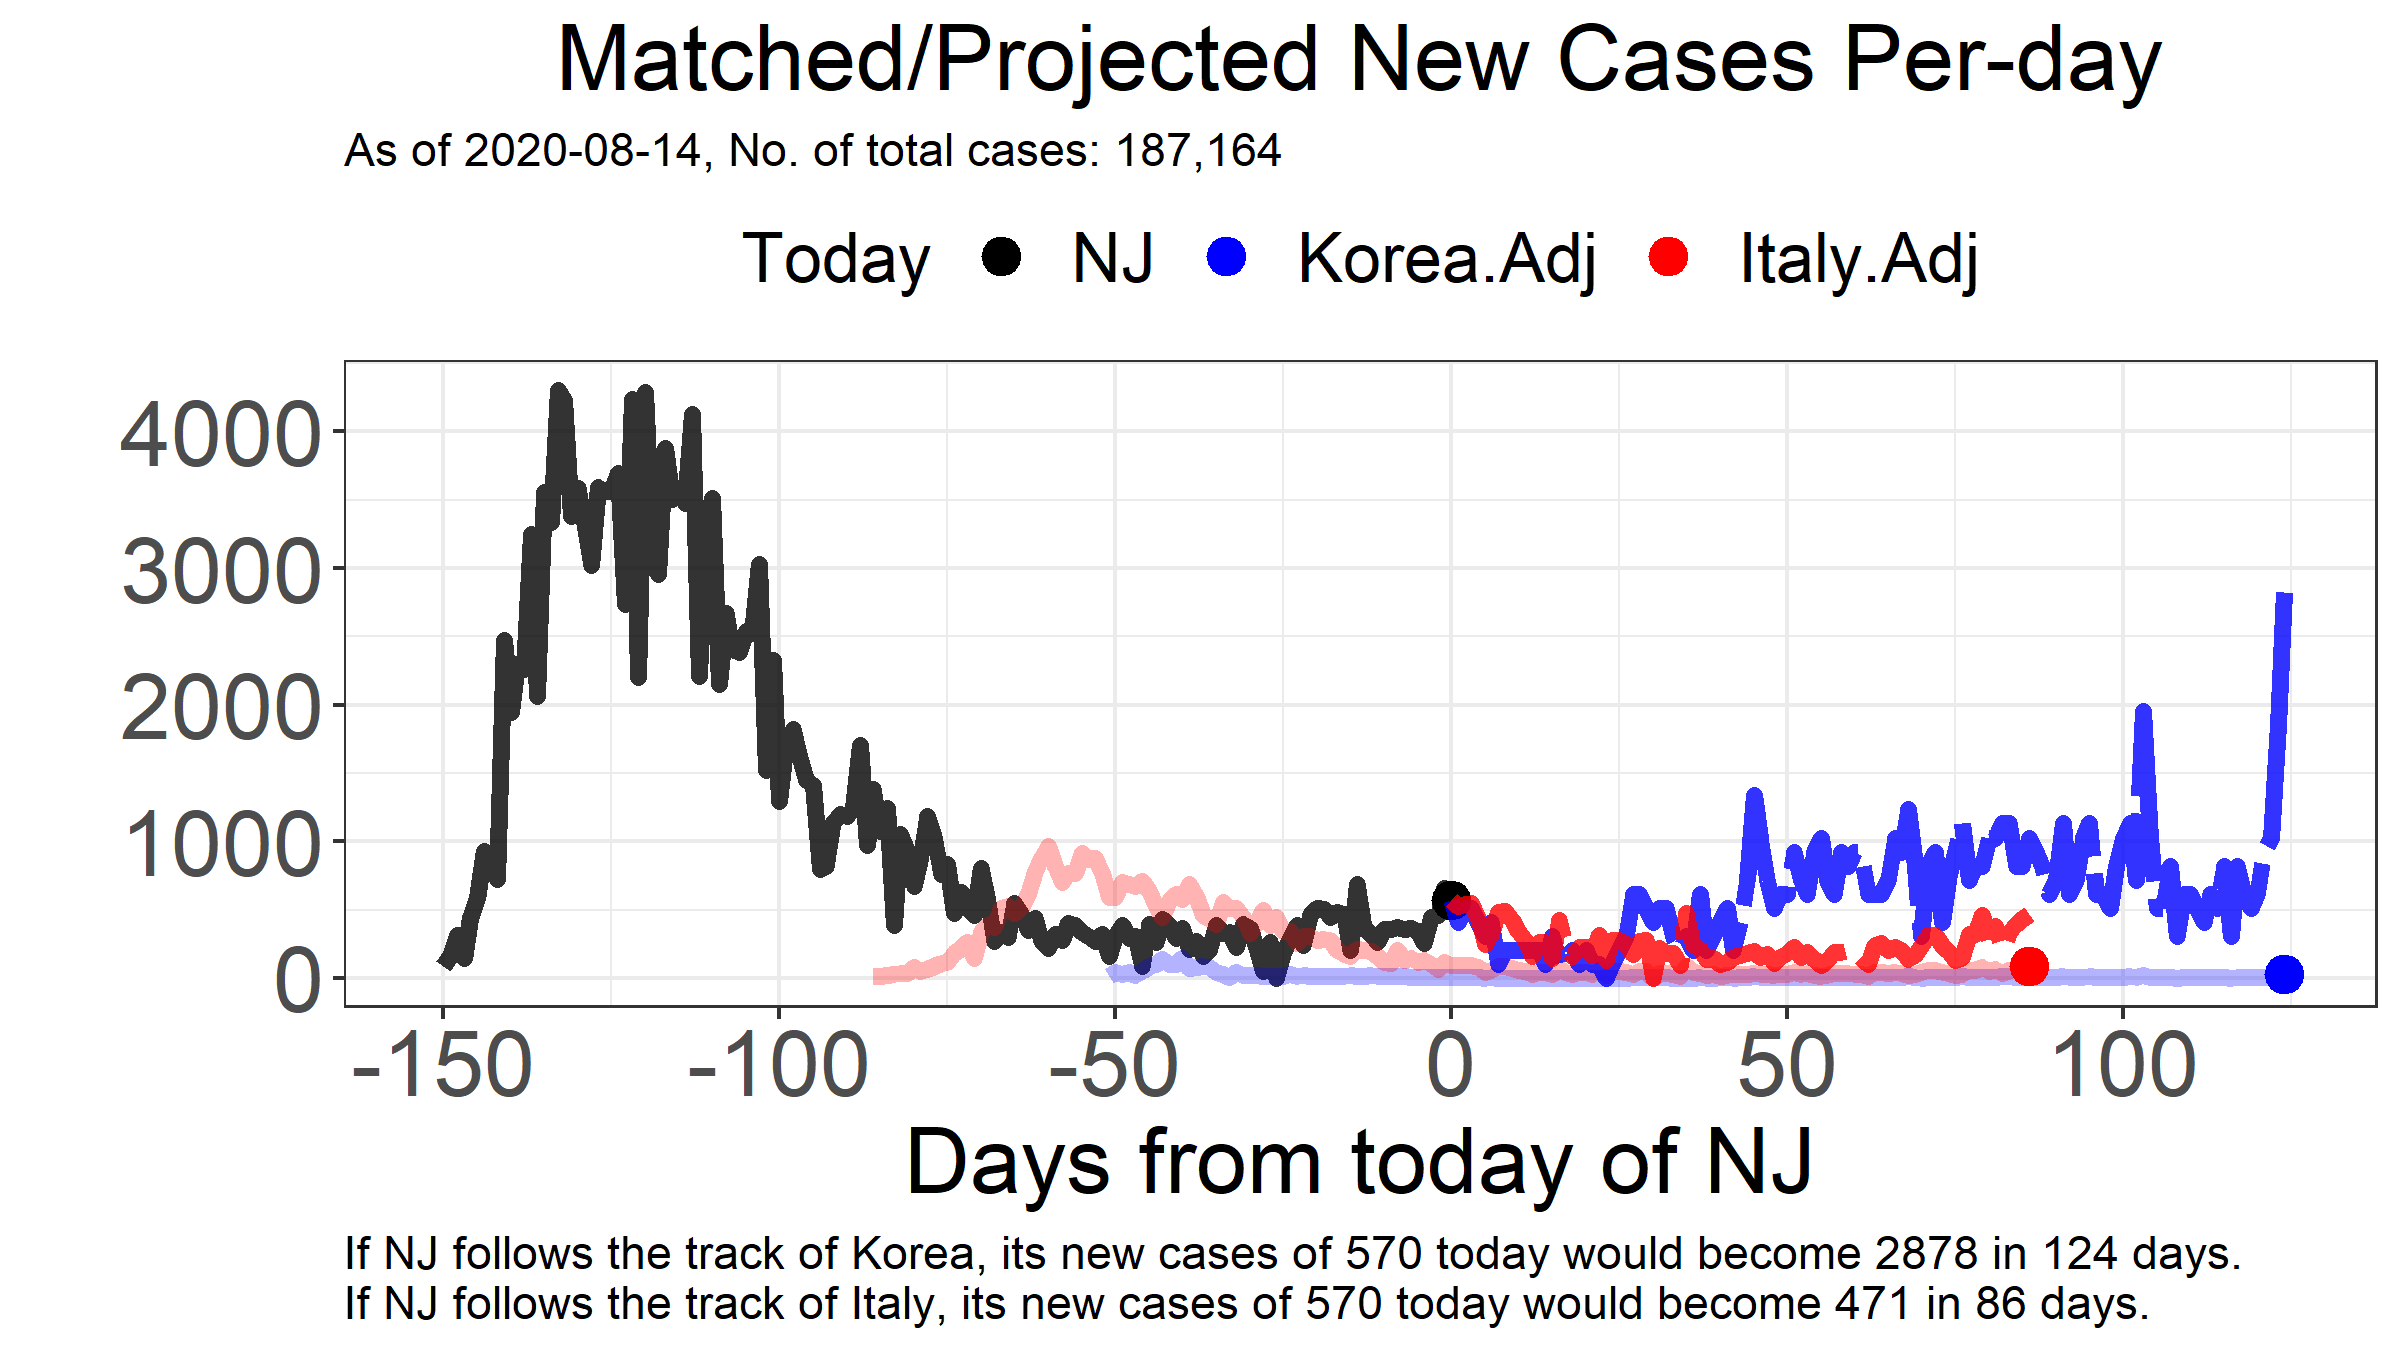 Matched/Projected New Cases Per-day
As of 2020-08-14, No. of total cases: 187,164
Today NJ Korea.Adj Italy.Adj
4000
3000
2000
1000
0
-150 -100 -50 0 50 100
Days from today of NJ
If NJ follows the track of Korea, its new cases of 570 today would become 2878 in 124 days.
If NJ follows the track of Italy, its new cases of 570 today would become 471 in 86 days.